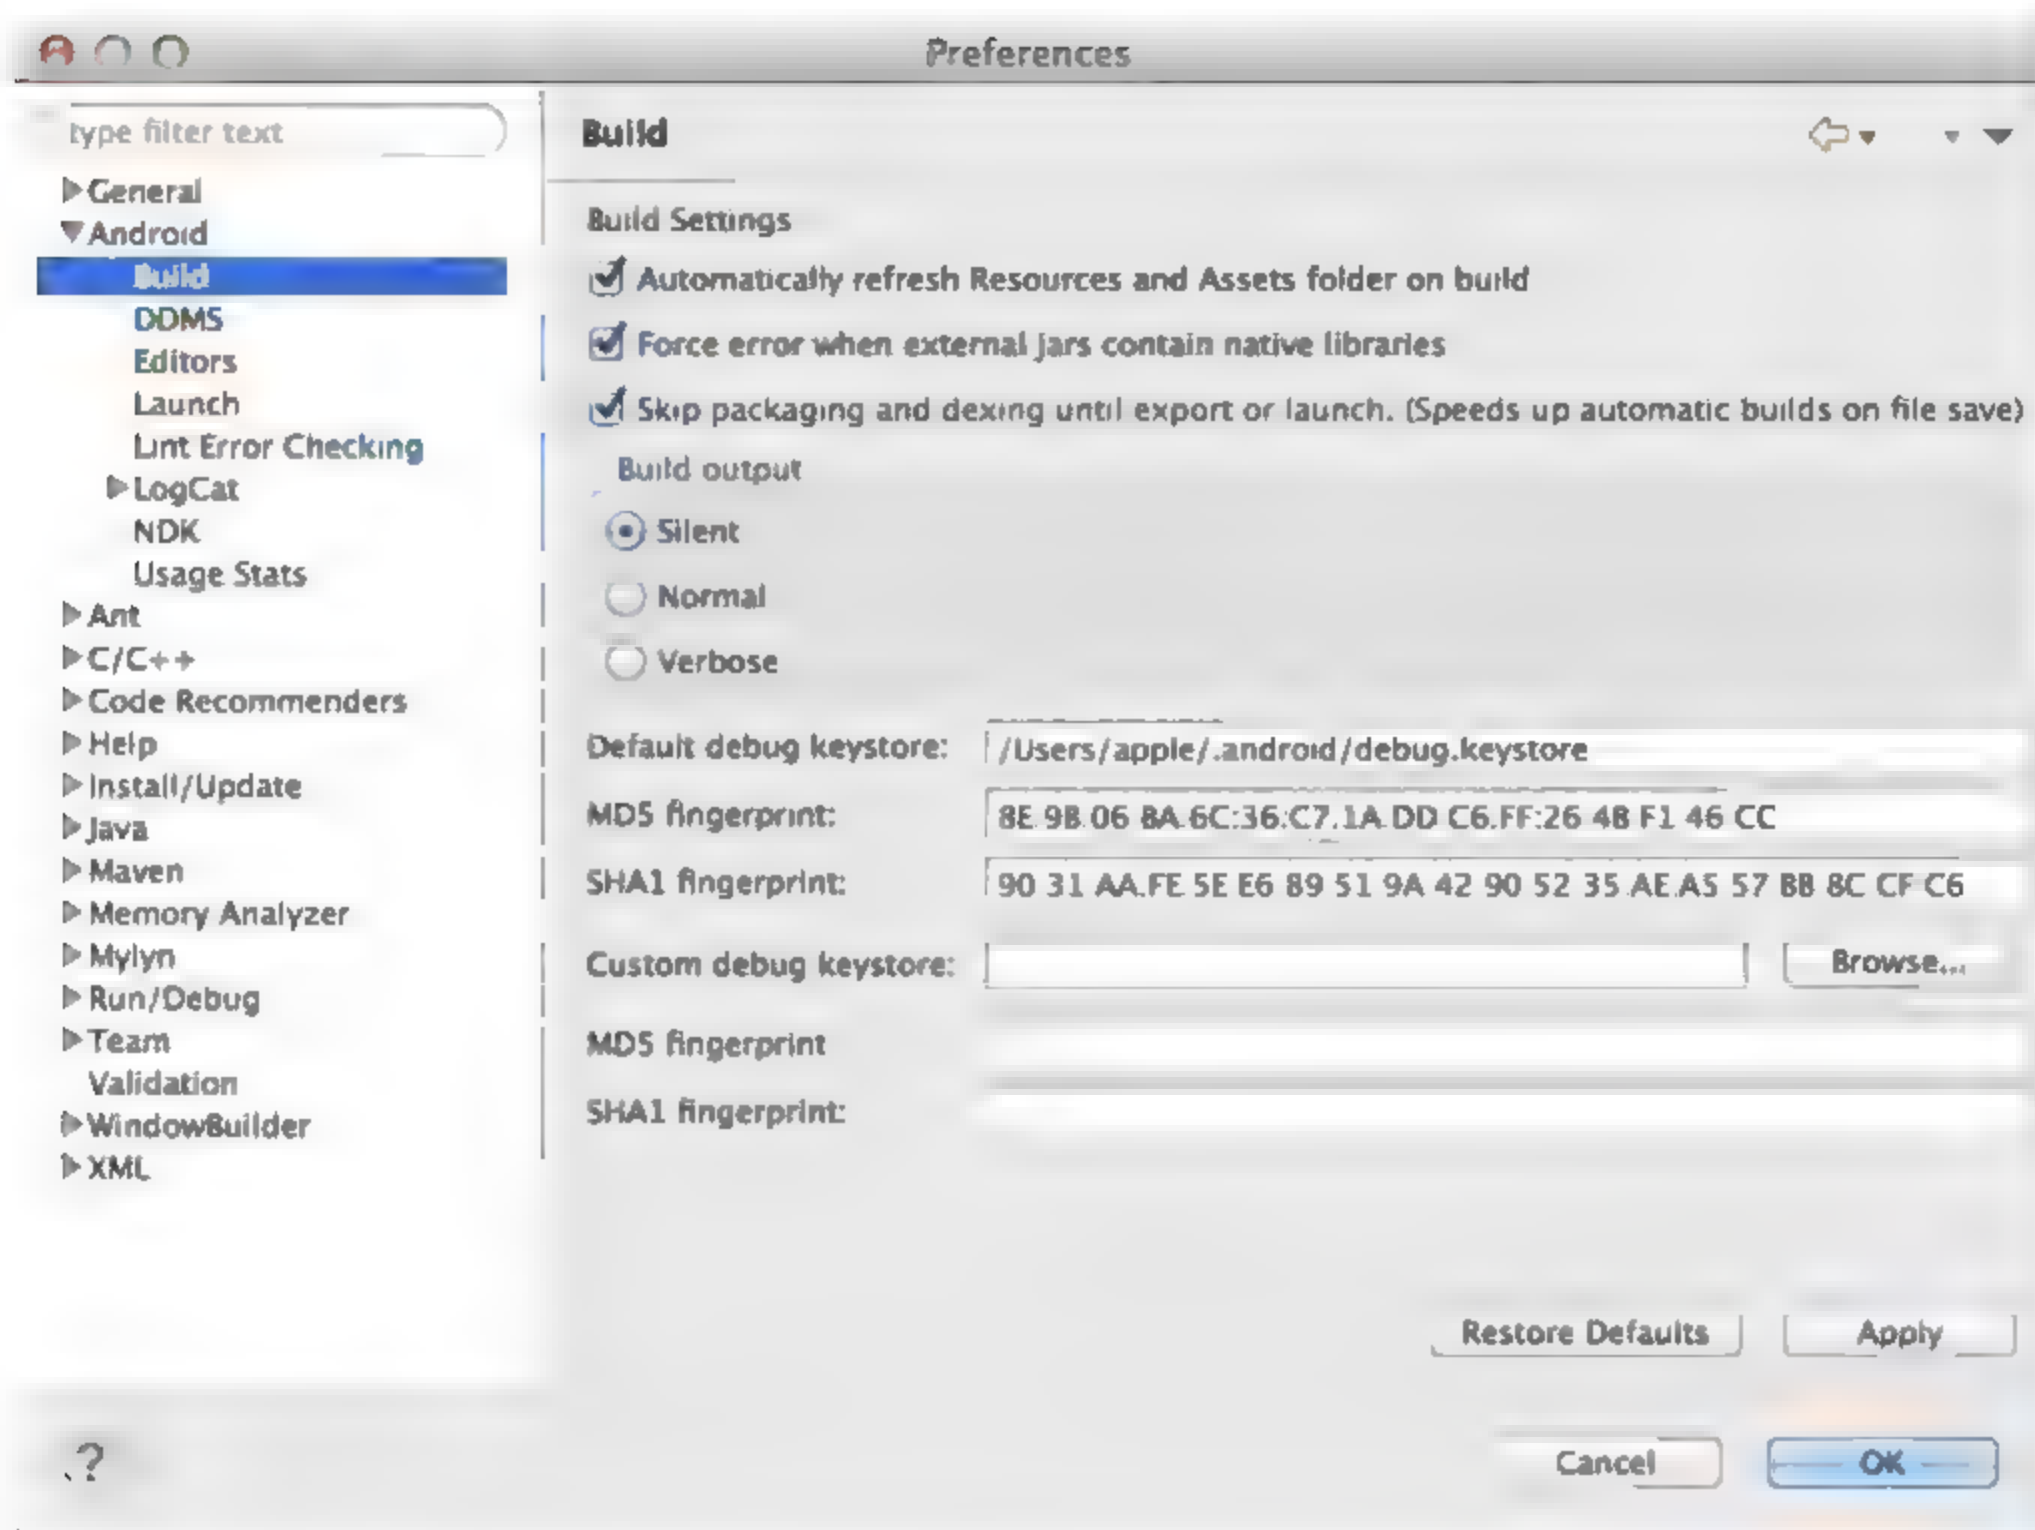 Preferences
type filter text
General
Android
Build
DDMS
Editors
Launch
Lint Error Checking
LogCat
NDK
Usage Stats
Ant
C/C++
Code Recommenders
Help
Install/Update
Java
Maven
Memory Analyzer
Mylyn
Run/Debug
Team
Validation
WindowBuilder
XML
Build
Build Settings
Automatically refresh Resources and Assets folder on build
Force error when external jars contain native libraries
Skip packaging and dexing until export or launch. (Speeds up automatic builds on file save)
Build output
Silent
Normal
Verbose
Default debug keystore: /Users/apple/.android/debug.keystore
MD5 fingerprint: 8E:9B:06:8A:6C:36:C7:1A:DD:C6:FF:26:48:F1:46:CC
SHA1 fingerprint: 90:31:AA:FE:5E:E6:89:51:9A:42:90:52:35:AE:A5:57:BB:8C:CF:C6
Custom debug keystore: Browse...
MD5 fingerprint
SHA1 fingerprint:
Restore Defaults Apply
? Cancel OK